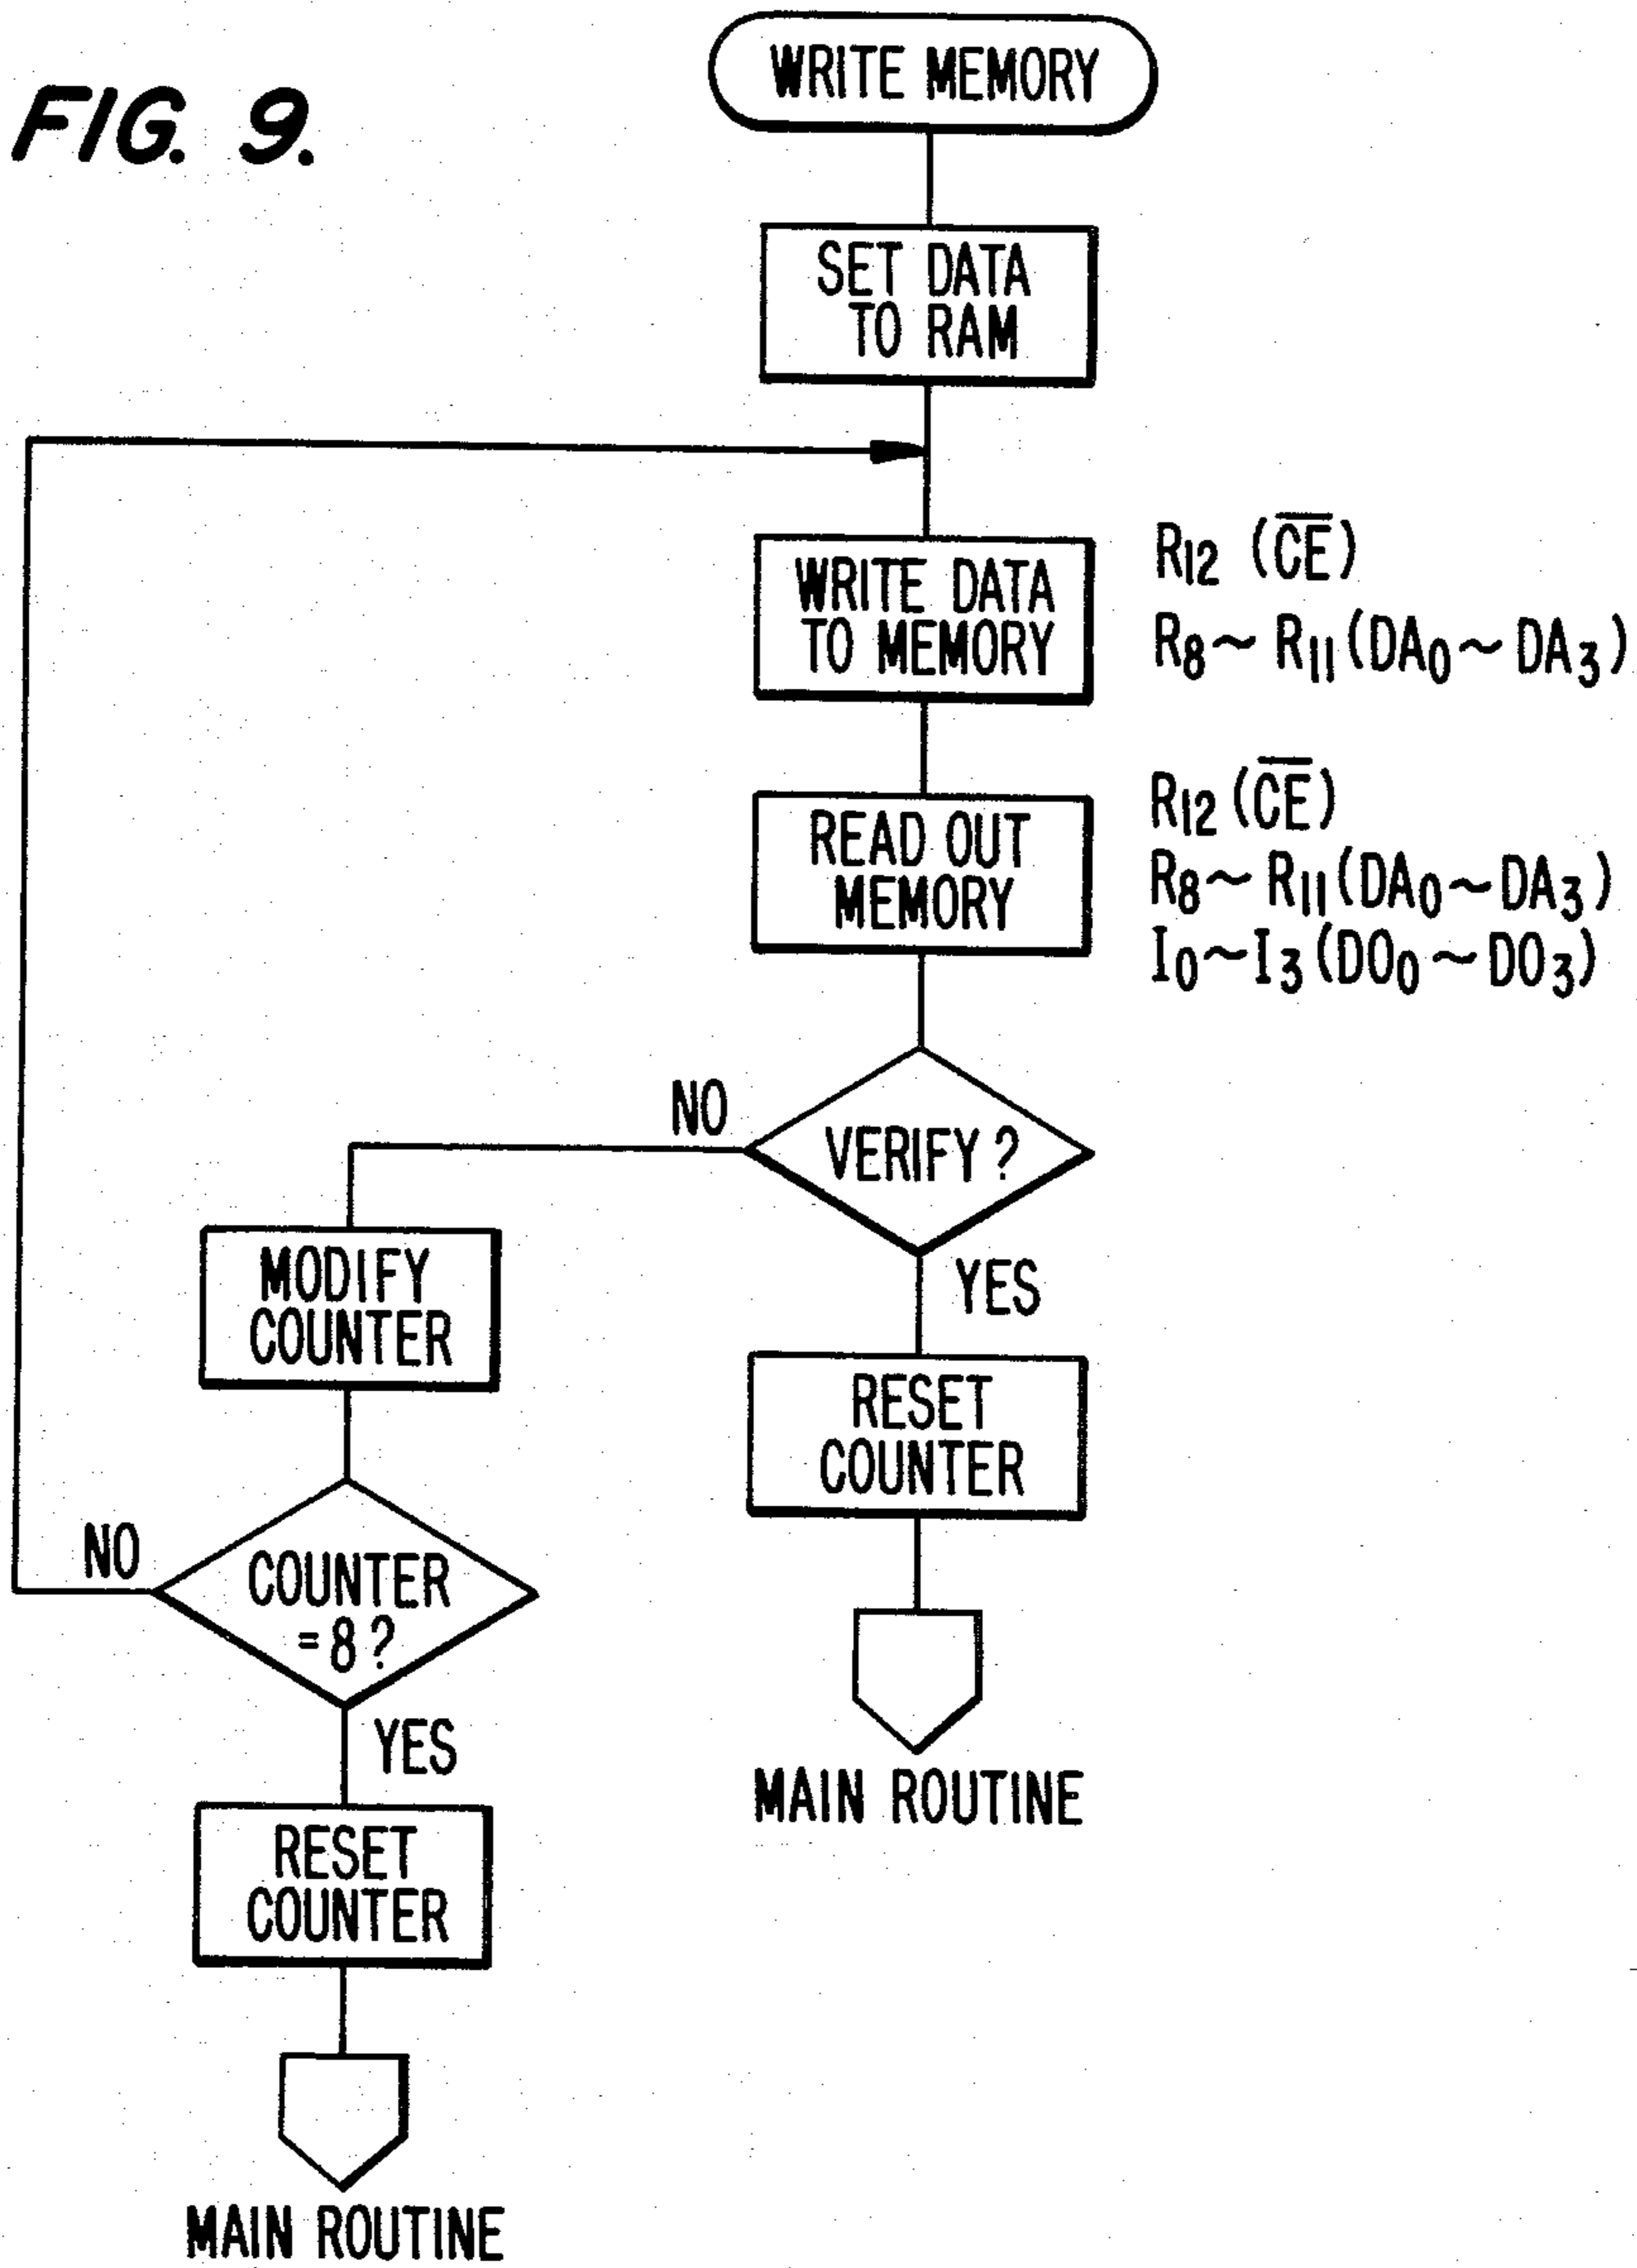 FIG. 9.
WRITE MEMORY
SET DATA
TO RAM
WRITE DATA
TO MEMORY
R₁₂ (C̅E̅)
R₈~ R₁₁(DA₀~ DA₃)
READ OUT
MEMORY
R₁₂ (C̅E̅)
R₈~ R₁₁(DA₀~ DA₃)
I₀~I₃(DO₀~DO₃)
VERIFY ?
NO
YES
MODIFY
COUNTER
RESET
COUNTER
MAIN ROUTINE
COUNTER
=8 ?
NO
YES
RESET
COUNTER
MAIN ROUTINE